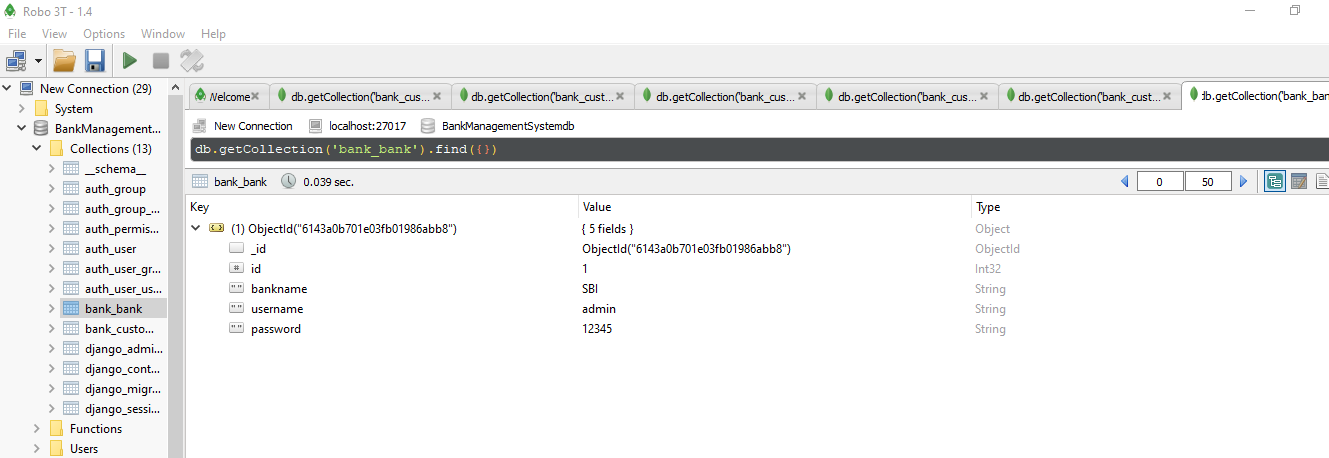 Robo 3T - 1.4
File View Options Window Help
New Connection (29)
System
BankManagement...
Collections (13)
__schema__
auth_group
auth_group_...
auth_permis...
auth_user
auth_user_gr...
auth_user_us...
bank_bank
bank_custo...
django_admi...
django_cont...
django_migr...
django_sessi...
Functions
Users
Welcome db.getCollection('bank_cus... db.getCollection('bank_cust... db.getCollection('bank_cus... db.getCollection('bank_cus... db.getCollection('bank_cust... db.getCollection('bank_ban
New Connection localhost:27017 BankManagementSystemdb
db.getCollection('bank_bank').find({})
bank_bank 0.039 sec. 0 50
Key Value Type
(1) ObjectId("6143a0b701e03fb01986abb8") { 5 fields } Object
_id ObjectId("6143a0b701e03fb01986abb8") ObjectId
# id 1 Int32
" " bankname SBI String
" " username admin String
" " password 12345 String